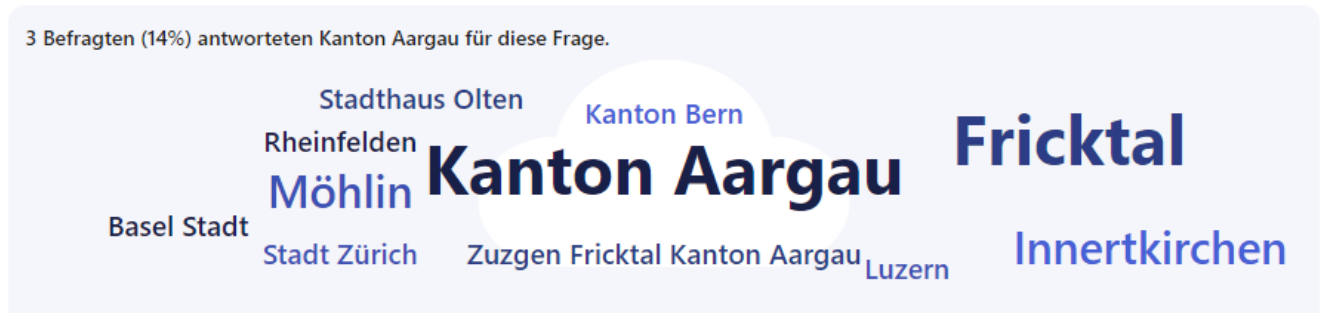 3 Befragten (14%) antworteten Kanton Aargau für diese Frage.
Stadthaus Olten
Kanton Bern
Fricktal
Rheinfelden
Kanton Aargau
Möhlin
Basel Stadt
Stadt Zürich
Zuzgen Fricktal Kanton Aargau
Luzern
Innertkirchen